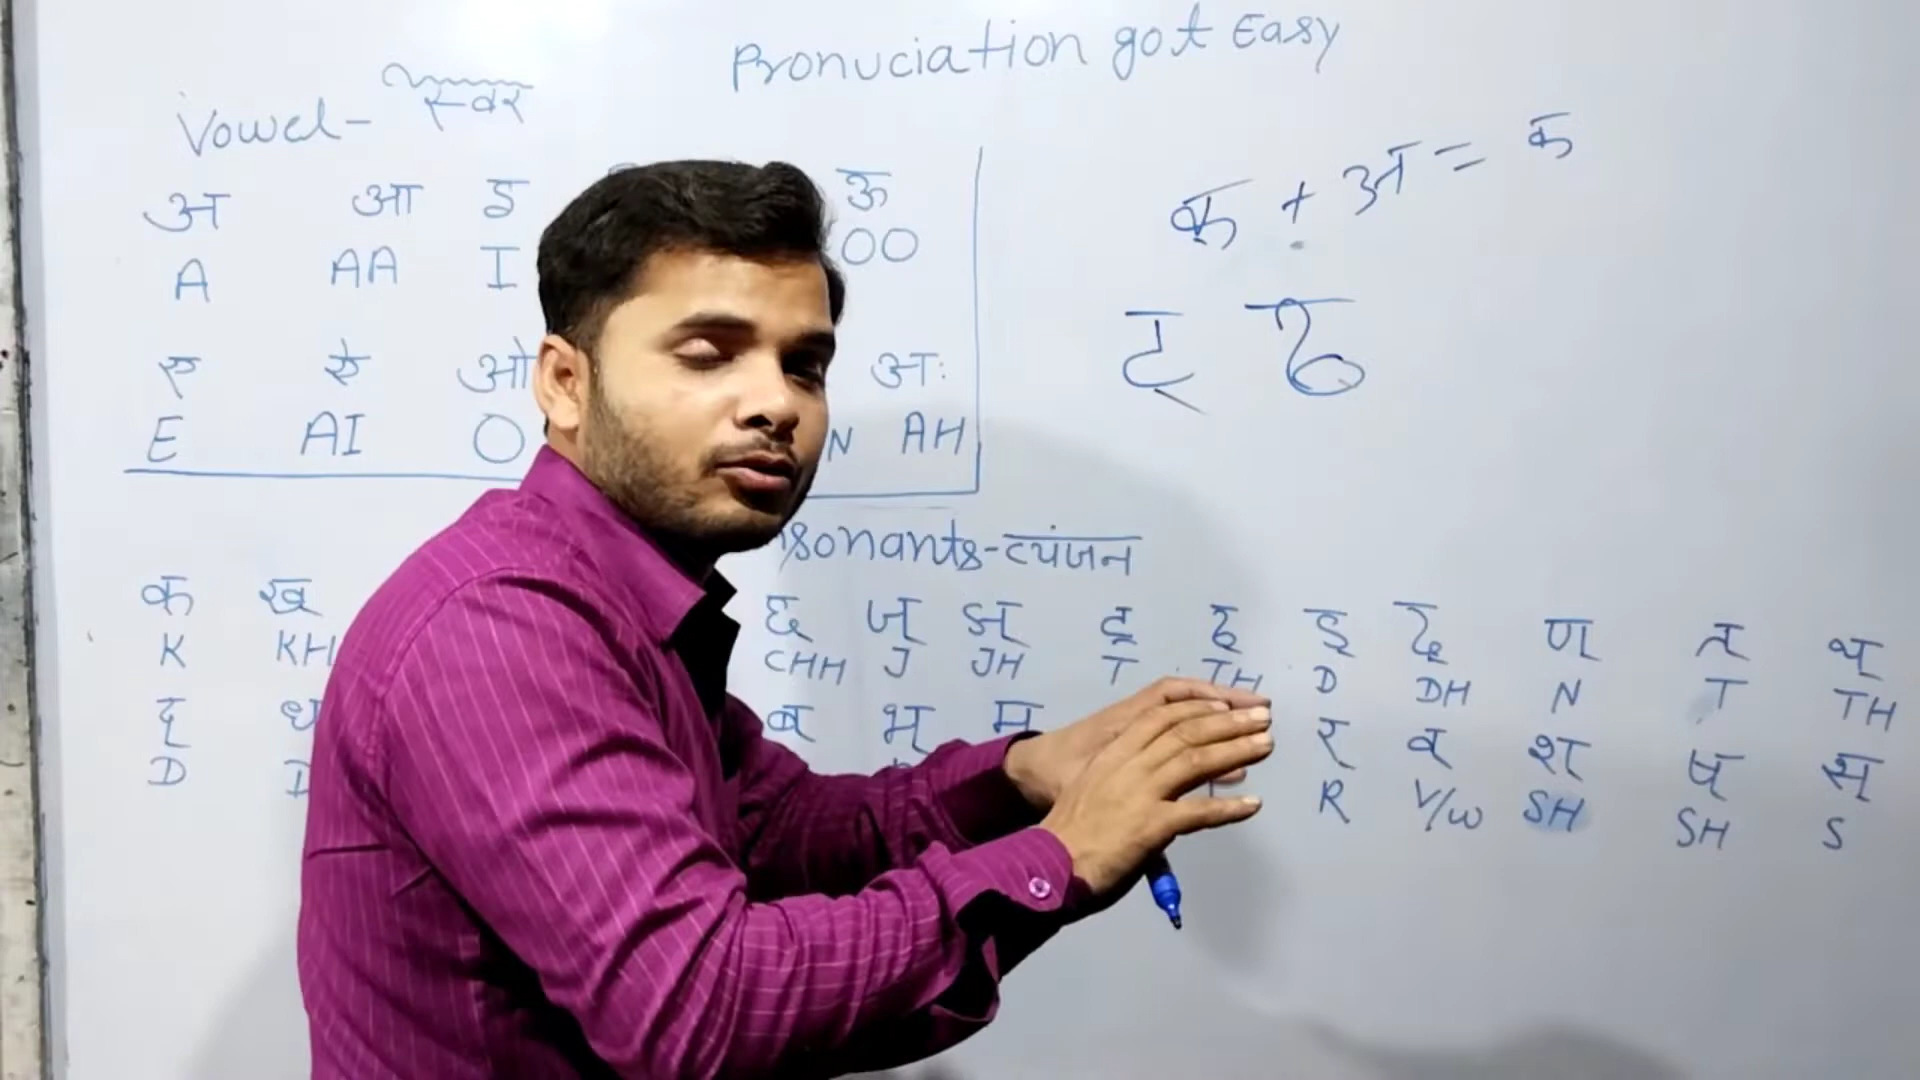 Pronuciation got Easy
Vowel- स्वर
अ आ इ ऊ
A AA I OO
ए ऐ ओ अः
E AI O N AH
क् + अ = क
ट् ढ
sonants-व्यंजन
क ख छ् ज् झ् ट् ठ् ड् ढ् ण् त् थ्
K KH CHH J JH T TH D DH N T TH
द् ध ब भ् म र् व श् ष् स्
D R V/W SH SH S